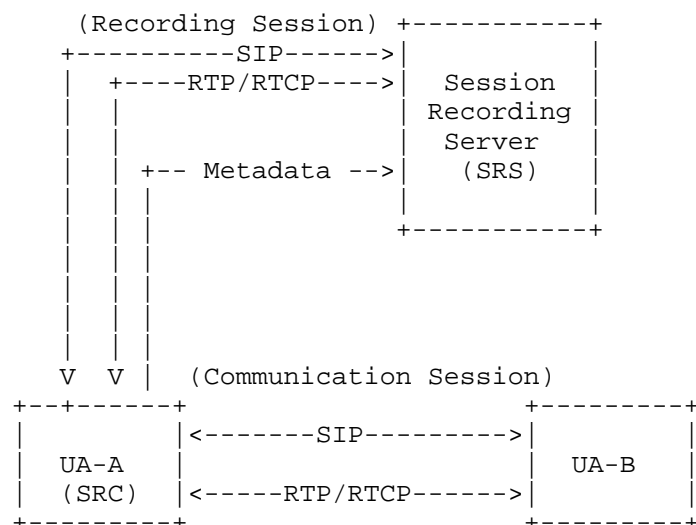 (Recording Session) +-----------+
+----------SIP------>| |
| +----RTP/RTCP---->| Session |
| | | Recording |
| | | Server |
| | +-- Metadata -->| (SRS) |
| | | | |
| | | +-----------+
| | |
| | |
| | |
| | |
V V | (Communication Session)
+--+------+ +---------+
| |<-------SIP--------->| |
| UA-A | | UA-B |
| (SRC) |<-----RTP/RTCP------>| |
+---------+ +---------+